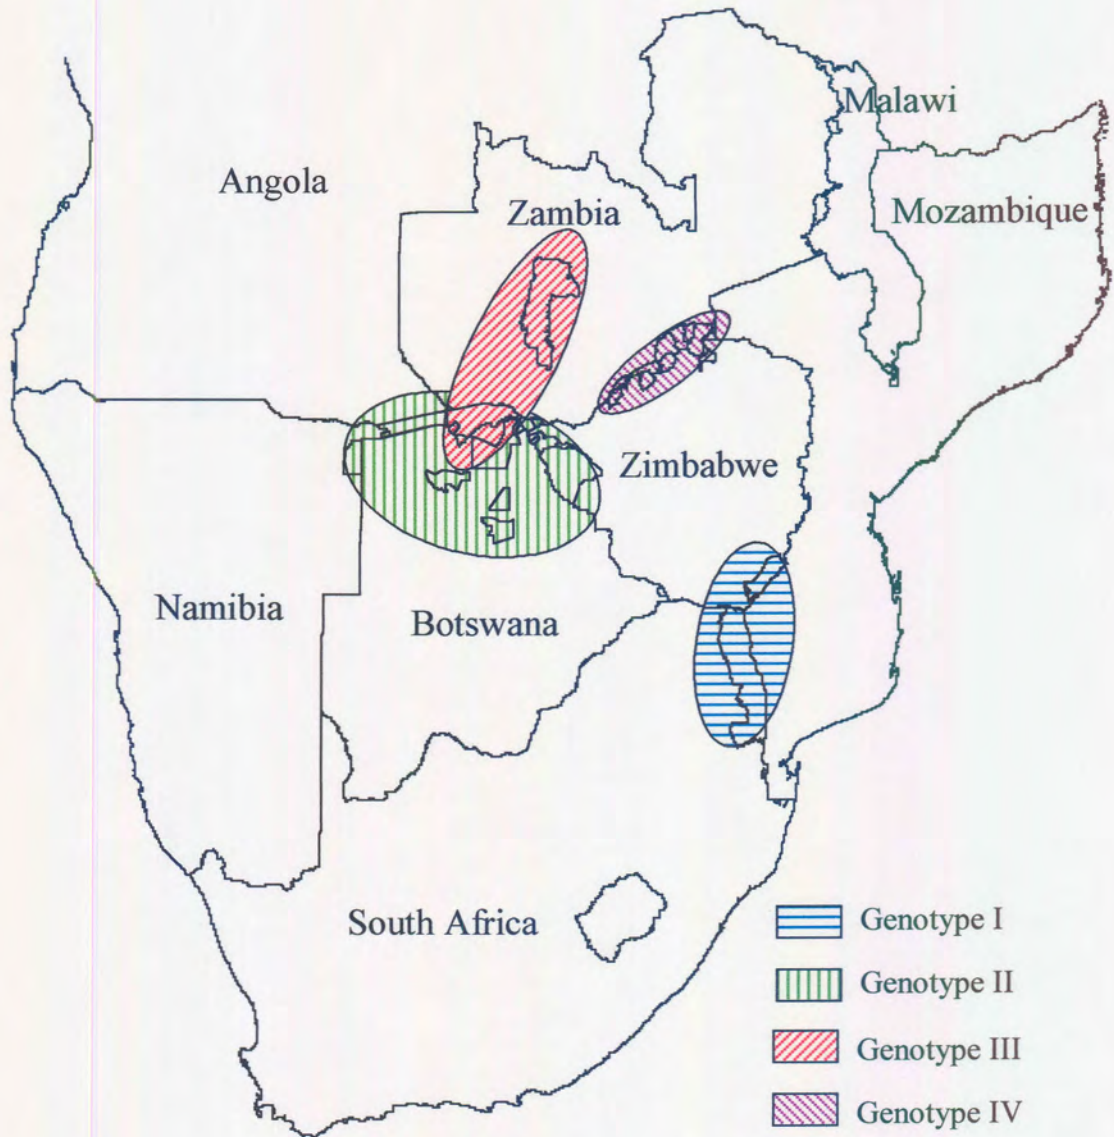 Malawi
Angola
Zambia
Mozambique
Zimbabwe
Namibia
Botswana
South Africa
Genotype I
Genotype II
Genotype III
Genotype IV